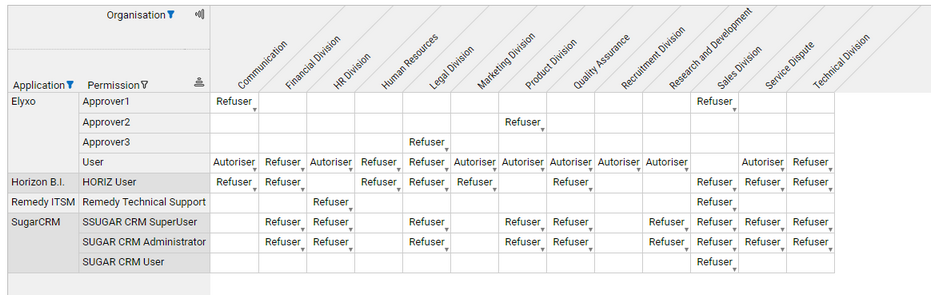 Organisation
Communication
Financial Division
HR Division
Human Resources
Legal Division
Marketing Division
Product Division
Quality Assurance
Recruitment Division
Research and Development
Sales Division
Service Dispute
Technical Division
Application Permission
Elyxo Approver1 Refuser Refuser
Approver2 Refuser
Approver3 Refuser
User Autoriser Refuser Autoriser Refuser Refuser Autoriser Autoriser Autoriser Autoriser Autoriser Autoriser Refuser
Horizon B.I. HORIZ User Refuser Refuser Refuser Refuser Refuser Refuser Refuser Refuser Refuser
Remedy ITSM Remedy Technical Support Refuser Refuser
SugarCRM SSUGAR CRM SuperUser Refuser Refuser Refuser Refuser Refuser Refuser Refuser Refuser Refuser
SUGAR CRM Administrator Refuser Refuser Refuser Refuser Refuser Refuser Refuser Refuser Refuser
SUGAR CRM User Refuser